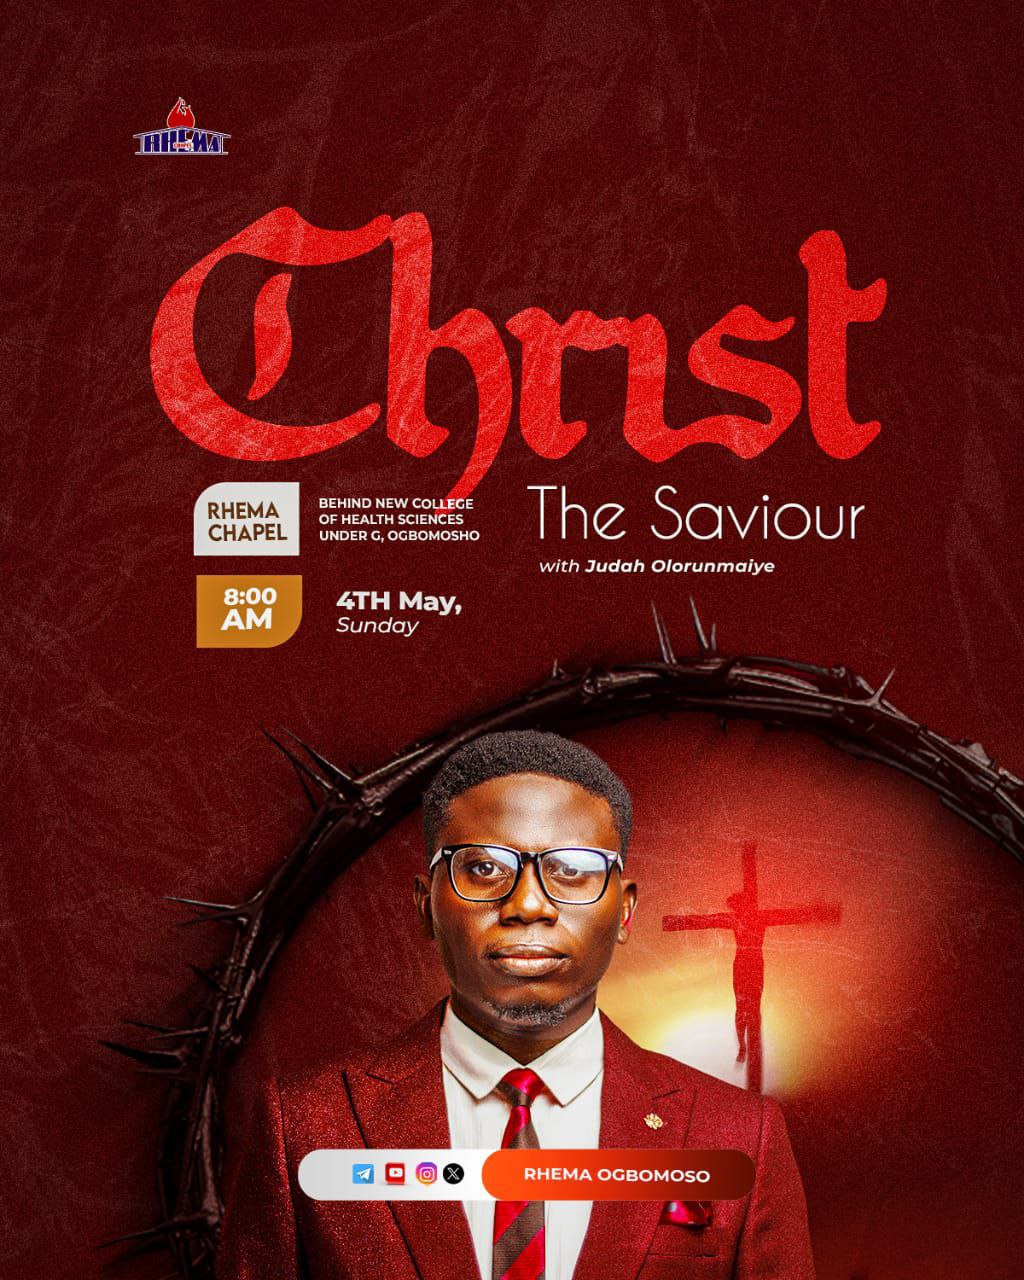 RHEMA
CHAPEL
Christ
The Saviour
with Judah Olorunmaiye
RHEMA
CHAPEL
BEHIND NEW COLLEGE
OF HEALTH SCIENCES
UNDER G, OGBOMOSHO
8:00
AM
4TH May,
Sunday
RHEMA OGBOMOSO